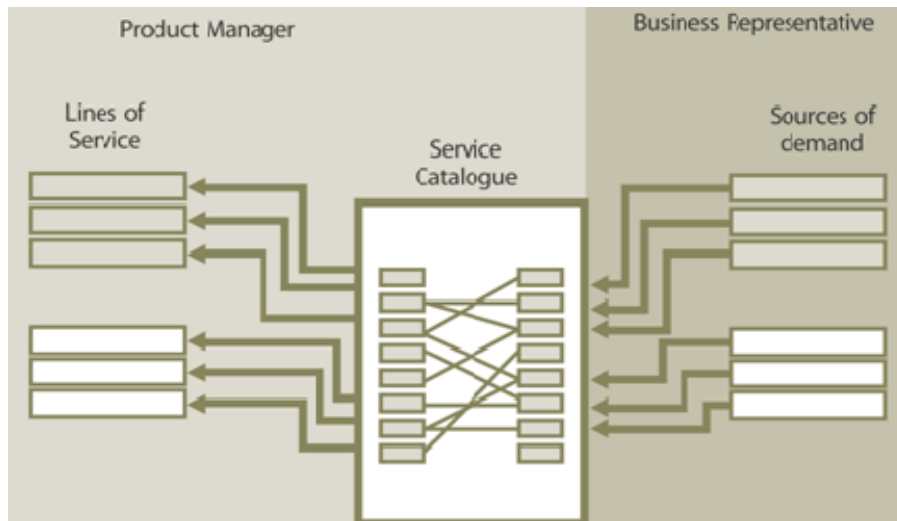 Product Manager
Business Representative
Lines of
Service
Service
Catalogue
Sources of
demand